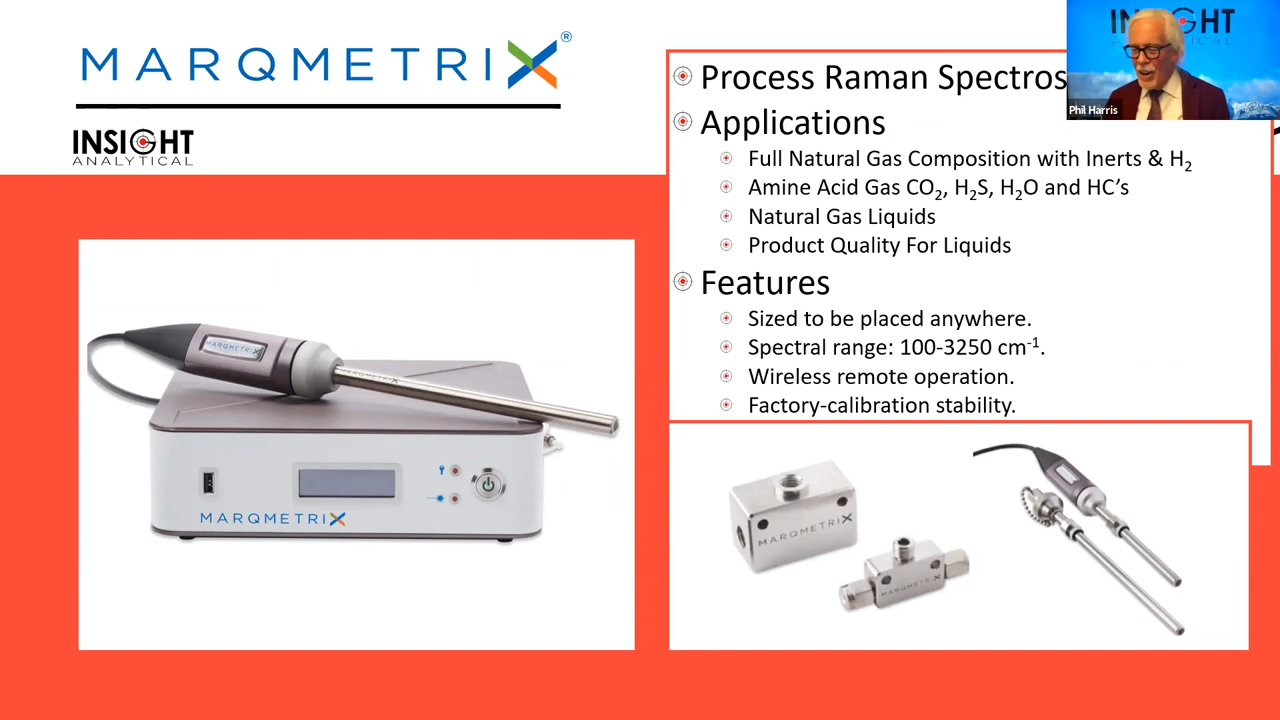 MARQMETRIX®
INSIGHT
ANALYTICAL
Process Raman Spectros
Applications
Full Natural Gas Composition with Inerts & H2
Amine Acid Gas CO2, H2S, H2O and HC’s
Natural Gas Liquids
Product Quality For Liquids
Features
Sized to be placed anywhere.
Spectral range: 100-3250 cm-1.
Wireless remote operation.
Factory-calibration stability.
INSIGHT
ANALYTICAL
Phil Harris
MARQMETRIX
MARQMETRIX
MARQMETRIX
MARQMETRIX
MARQMETRIX